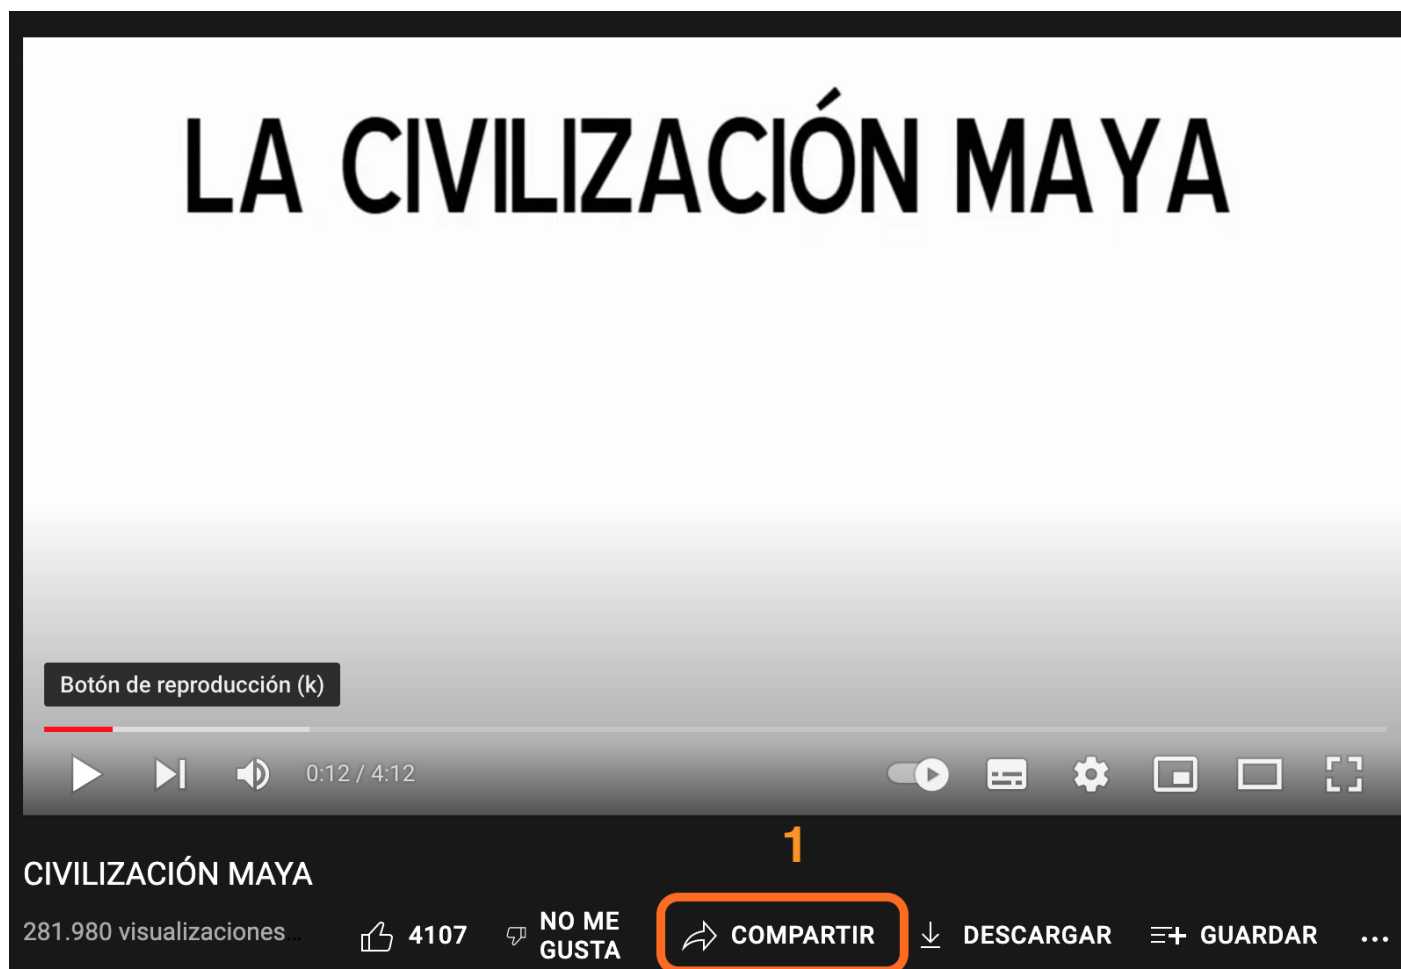 LA CIVILIZACIÓN MAYA
Botón de reproducción (k)
0:12 / 4:12
1
CIVILIZACIÓN MAYA
281.980 visualizaciones...
4107
NO ME
GUSTA
COMPARTIR
DESCARGAR
GUARDAR